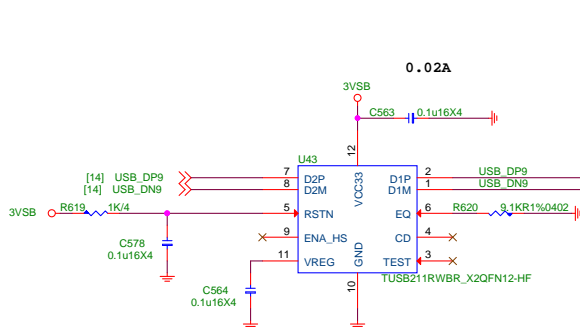 0.02A
3VSB
C563 0.1u16X4
12
U43
[14] USB_DP9 7 D2P VCC33 D1P 2 USB_DP9
[14] USB_DN9 8 D2M D1M 1 USB_DN9
3VSB R619 1K/4 5 RSTN EQ 6 R620 9.1KR1%0402
C578 9 ENA_HS CD 4
0.1u16X4
11 VREG GND TEST 3
TUSB211RWBR_X2QFN12-HF
C564 10
0.1u16X4